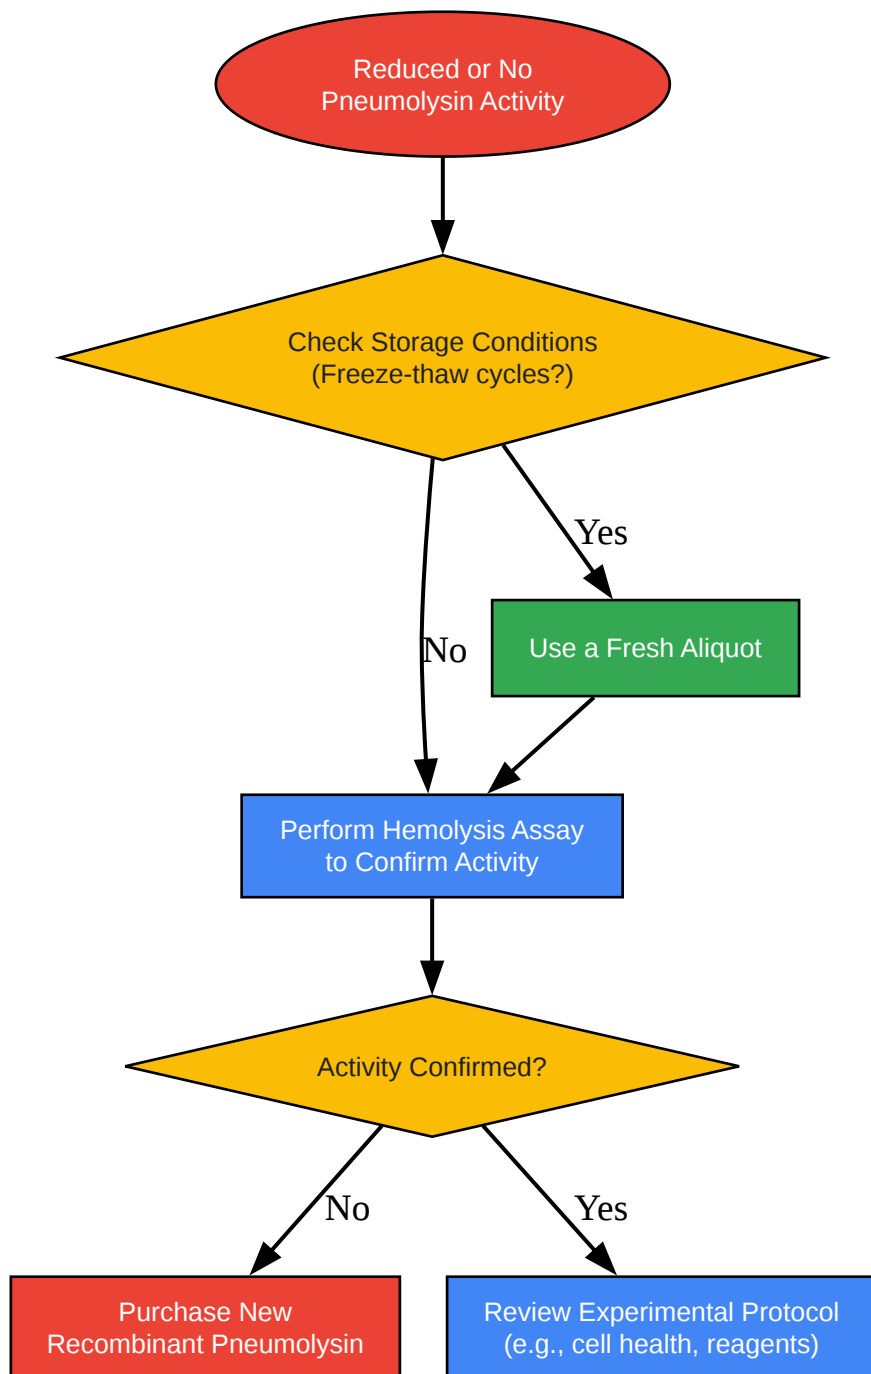 Reduced or No
Pneumolysin Activity
Check Storage Conditions
(Freeze-thaw cycles?)
Yes
Use a Fresh Aliquot
No
Perform Hemolysis Assay
to Confirm Activity
Activity Confirmed?
No
Yes
Purchase New
Recombinant Pneumolysin
Review Experimental Protocol
(e.g., cell health, reagents)